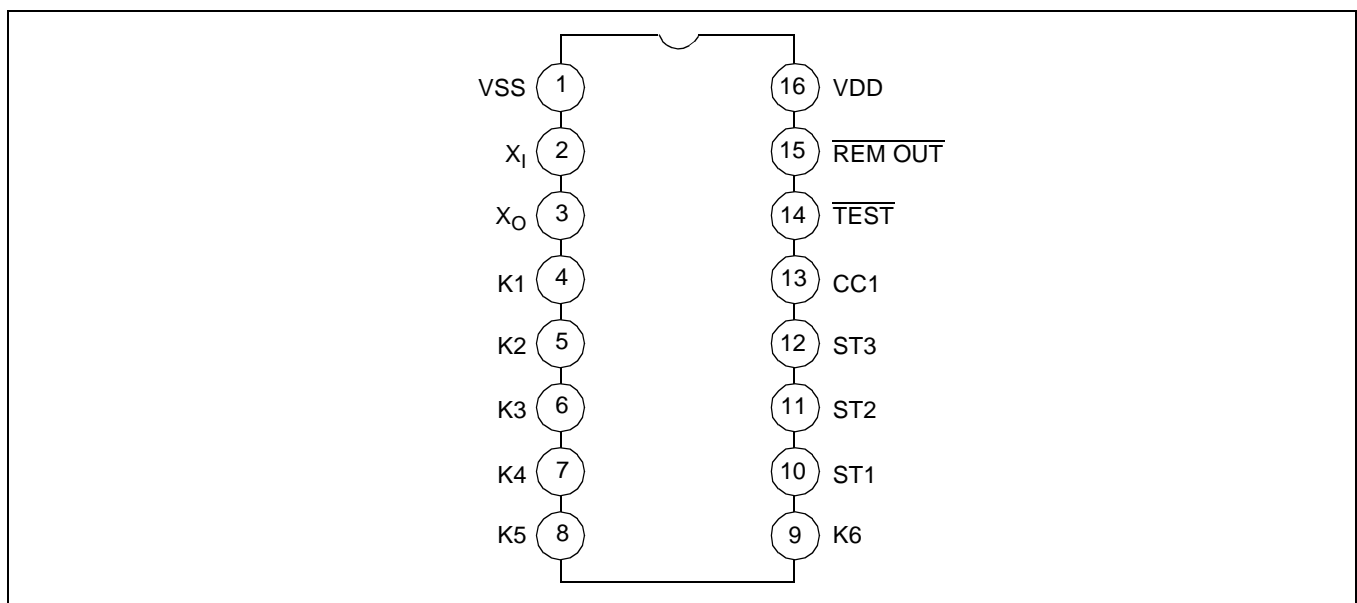 VSS 1 16 VDD
X_I 2 15 REM OUT
X_O 3 14 TEST
K1 4 13 CC1
K2 5 12 ST3
K3 6 11 ST2
K4 7 10 ST1
K5 8 9 K6